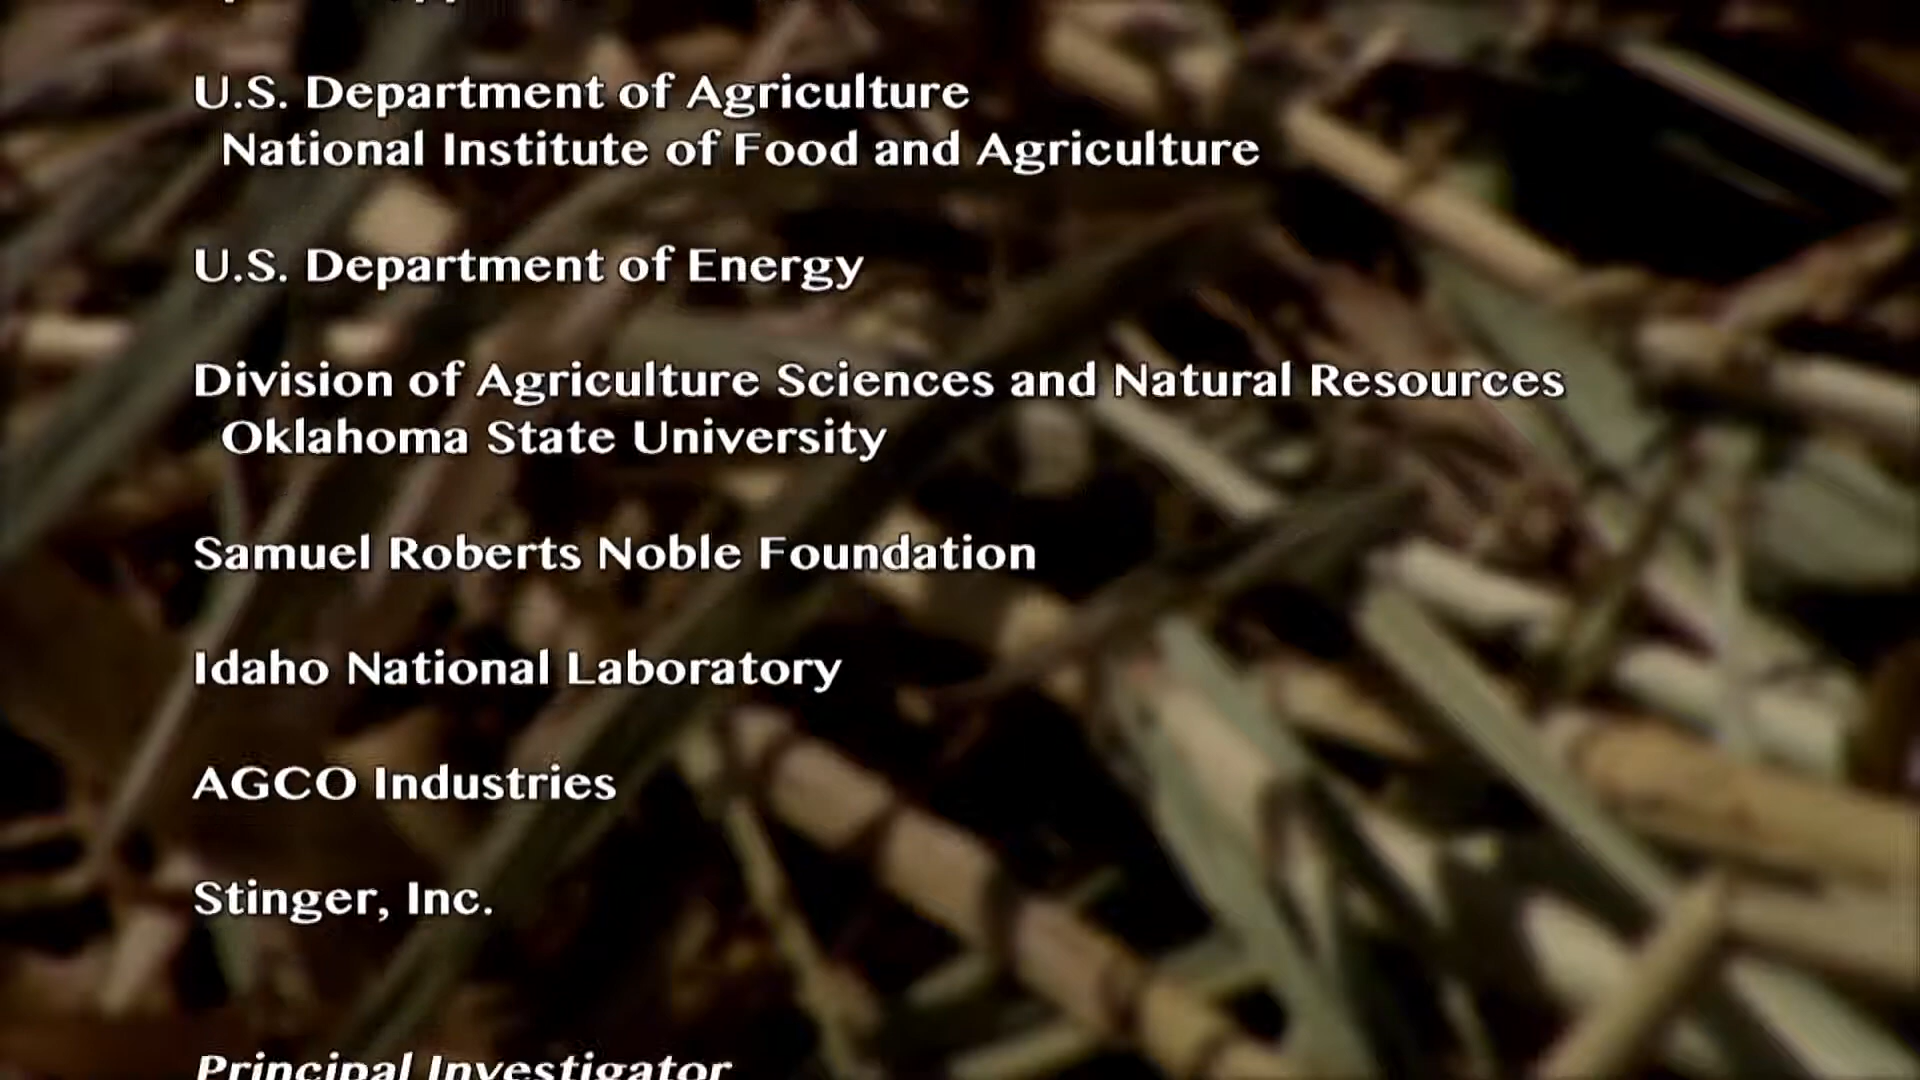 U.S. Department of Agriculture
National Institute of Food and Agriculture
U.S. Department of Energy
Division of Agriculture Sciences and Natural Resources
Oklahoma State University
Samuel Roberts Noble Foundation
Idaho National Laboratory
AGCO Industries
Stinger, Inc.
Principal Investigator